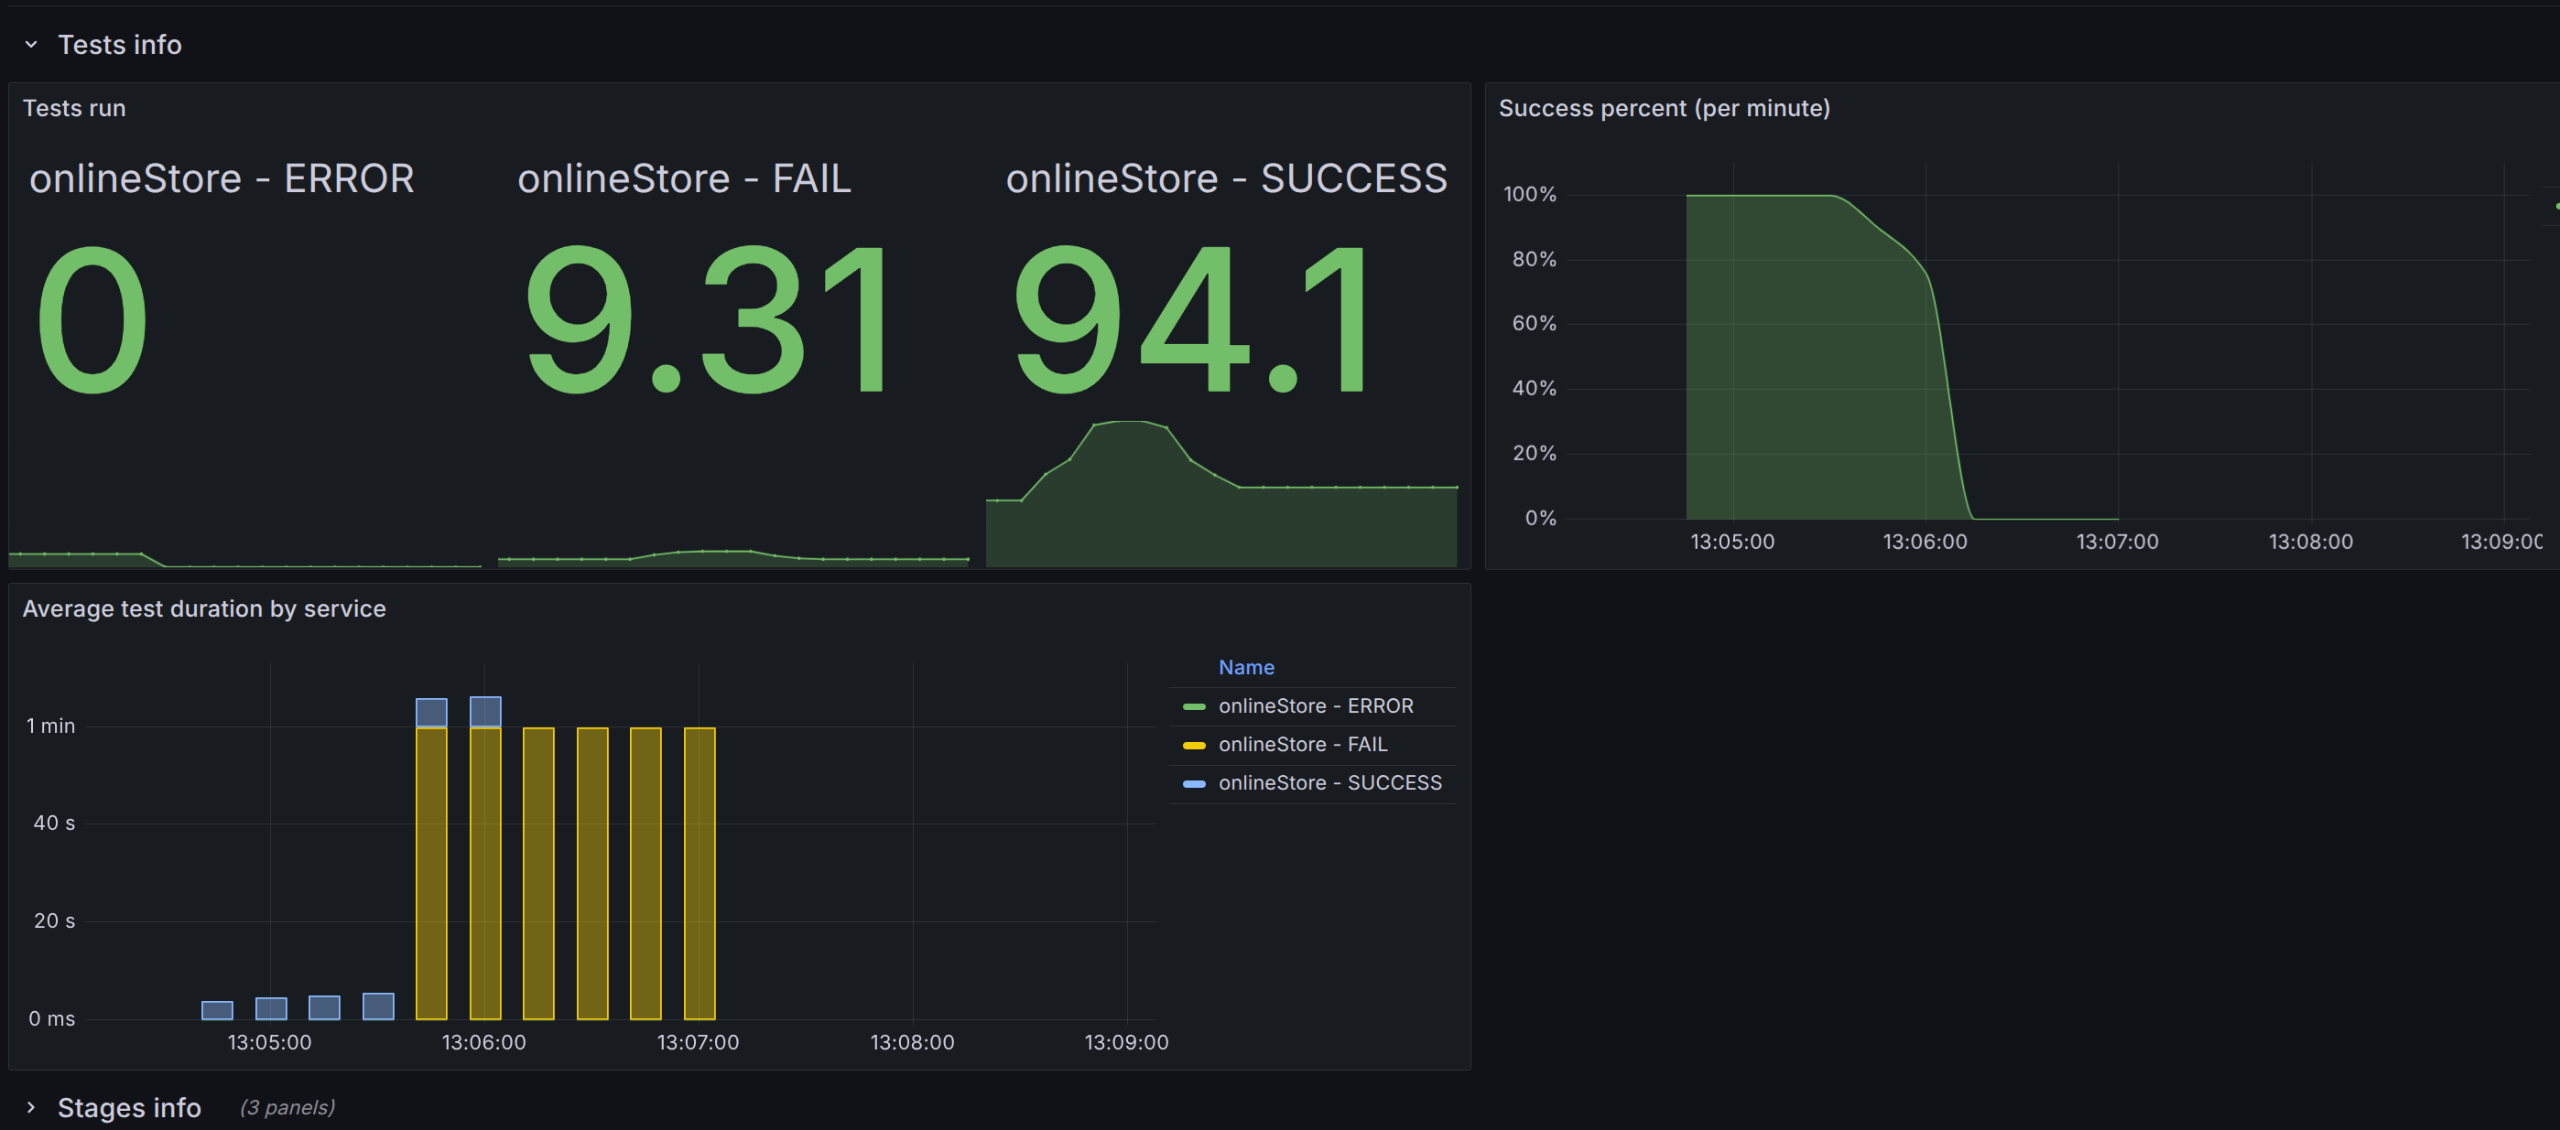 Tests info
Tests run
onlineStore - ERROR
0
onlineStore - FAIL
9.31
onlineStore - SUCCESS
94.1
Success percent (per minute)
100%
80%
60%
40%
20%
0%
13:05:00 13:06:00 13:07:00 13:08:00 13:09:00
Average test duration by service
1 min
40 s
20 s
0 ms
13:05:00 13:06:00 13:07:00 13:08:00 13:09:00
Name
onlineStore - ERROR
onlineStore - FAIL
onlineStore - SUCCESS
Stages info (3 panels)